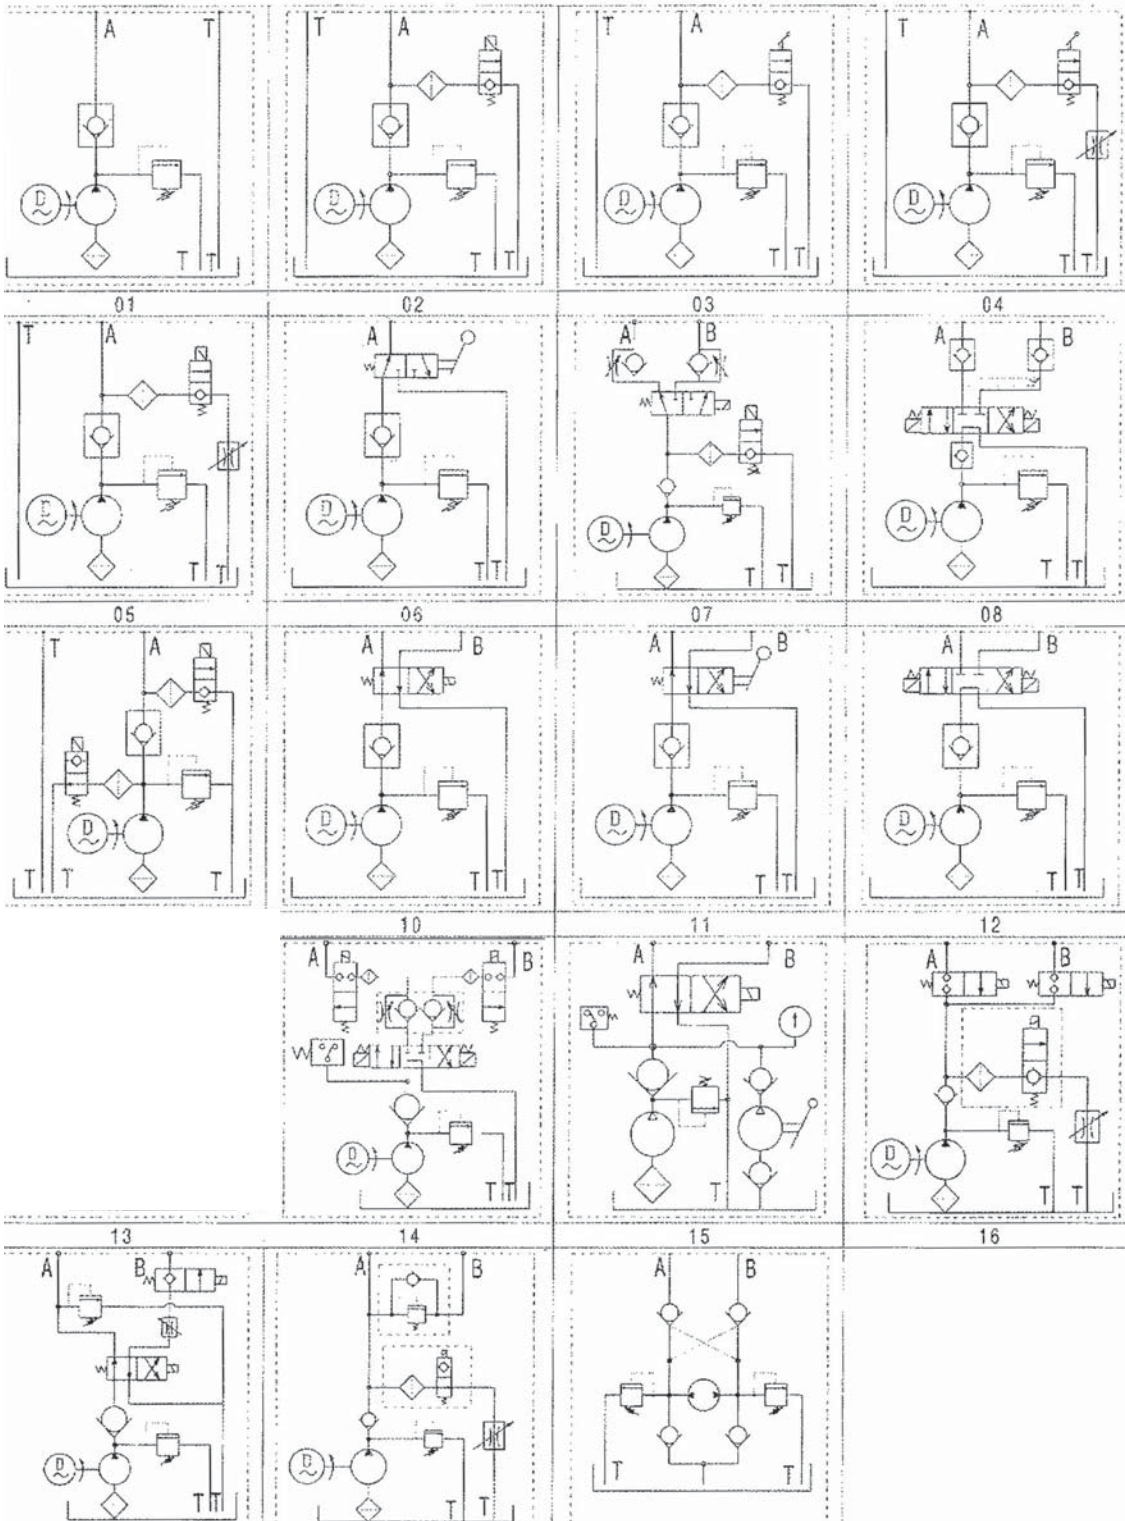 A T T A T A T A
D D D D
T T T T T T T T
01 02 03 04
T A A A B A B
D D D D
T T T T T T T T
05 06 07 08
T A A B A B A B
D D D D
T T T T T T T T T
10 11 12
A B A B A B
D D
T T T T T
13 14 15 16
A B A B A B
D D
T T T T T T